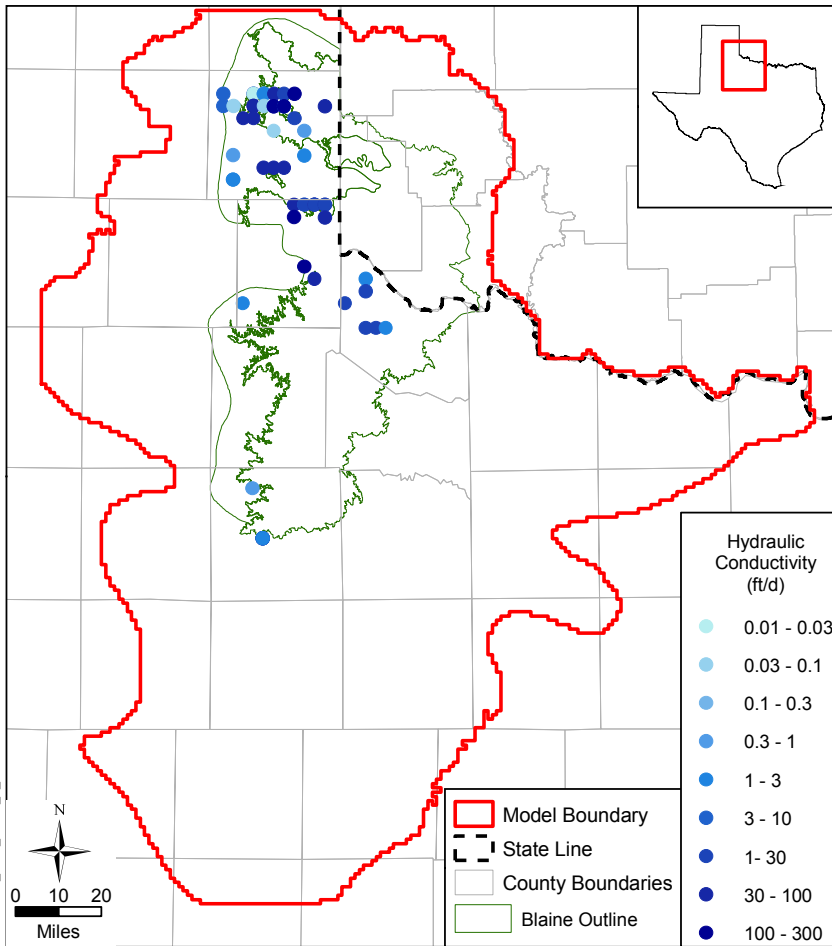 Hydraulic
Conductivity
(ft/d)
0.01 - 0.03
0.03 - 0.1
0.1 - 0.3
0.3 - 1
1 - 3
3 - 10
1- 30
30 - 100
100 - 300
Model Boundary
State Line
County Boundaries
Blaine Outline
N
0 10 20
Miles